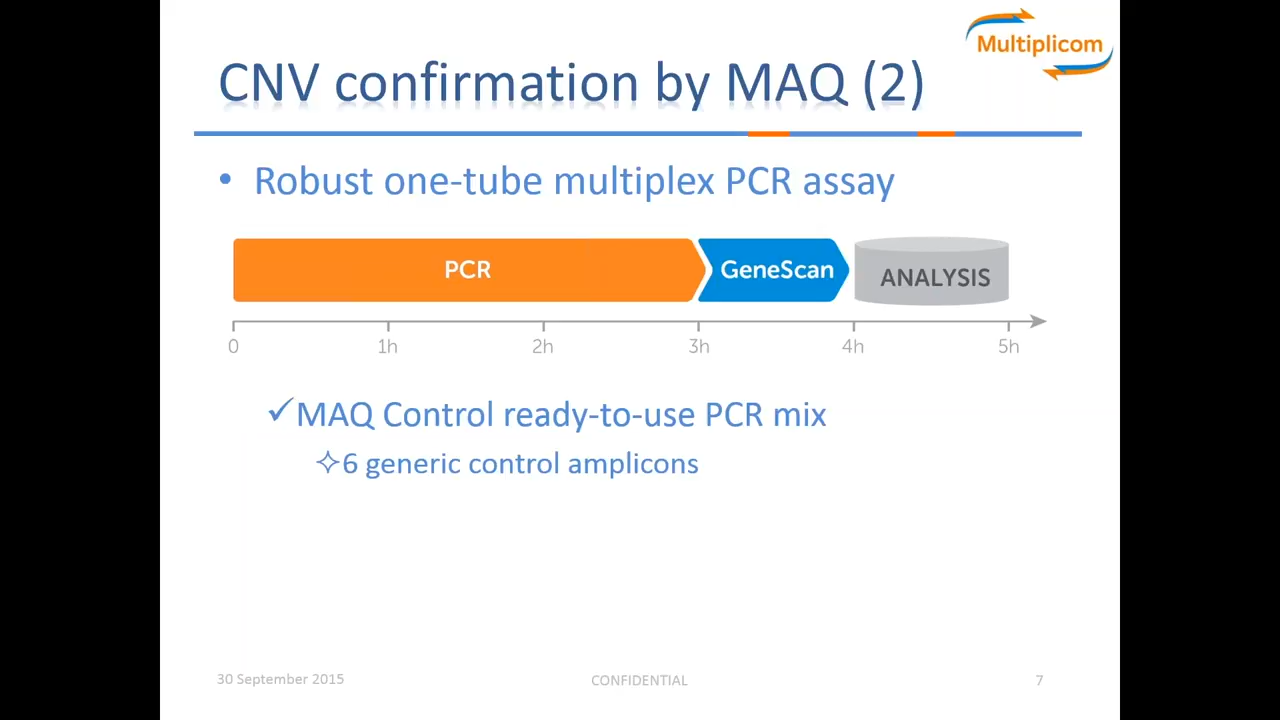 Multiplicom
CNV confirmation by MAQ (2)
• Robust one-tube multiplex PCR assay
PCR
GeneScan
ANALYSIS
0 1h 2h 3h 4h 5h
✓MAQ Control ready-to-use PCR mix
✧6 generic control amplicons
30 September 2015 CONFIDENTIAL 7